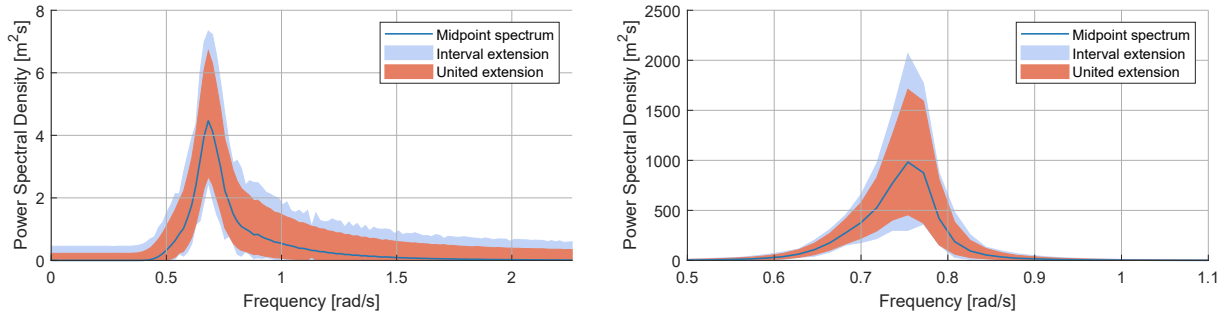 Power Spectral Density [m²s]
8
6
4
2
0
Midpoint spectrum
Interval extension
United extension
0
0.5
1
1.5
2
Frequency [rad/s]
Power Spectral Density [m²s]
2500
2000
1500
1000
500
0
Midpoint spectrum
Interval extension
United extension
0.5
0.6
0.7
0.8
0.9
1
1.1
Frequency [rad/s]